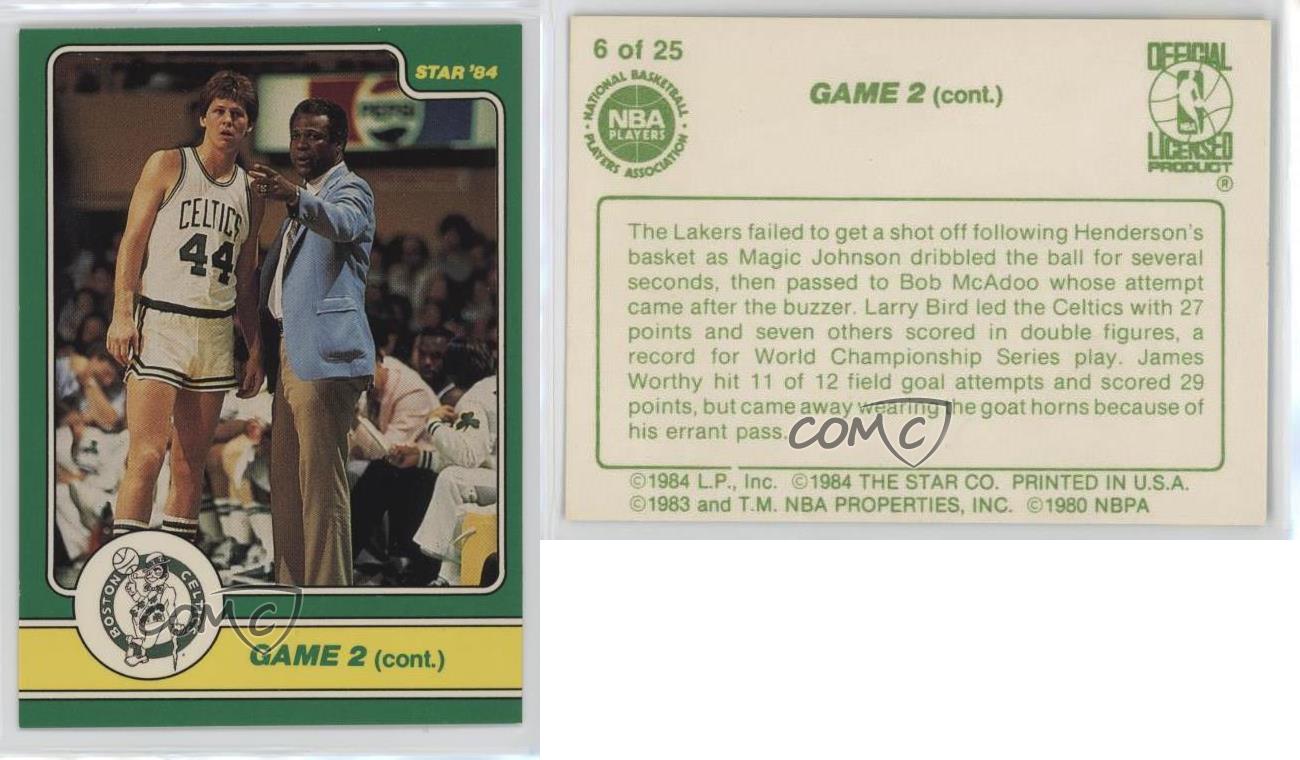 STAR '84
PEPSI
CELTICS
44
BOSTON CELTICS
COMC
GAME 2 (cont.)
6 of 25
NATIONAL BASKETBALL
NBA
PLAYERS
PLAYERS ASSOCIATION
GAME 2 (cont.)
OFFICIAL
LICENSED
PRODUCT
®
The Lakers failed to get a shot off following Henderson's
basket as Magic Johnson dribbled the ball for several
seconds, then passed to Bob McAdoo whose attempt
came after the buzzer. Larry Bird led the Celtics with 27
points and seven others scored in double figures, a
record for World Championship Series play. James
Worthy hit 11 of 12 field goal attempts and scored 29
points, but came away wearing the goat horns because of
his errant pass.
COMC
©1984 L.P., Inc. ©1984 THE STAR CO. PRINTED IN U.S.A.
©1983 and T.M. NBA PROPERTIES, INC. ©1980 NBPA